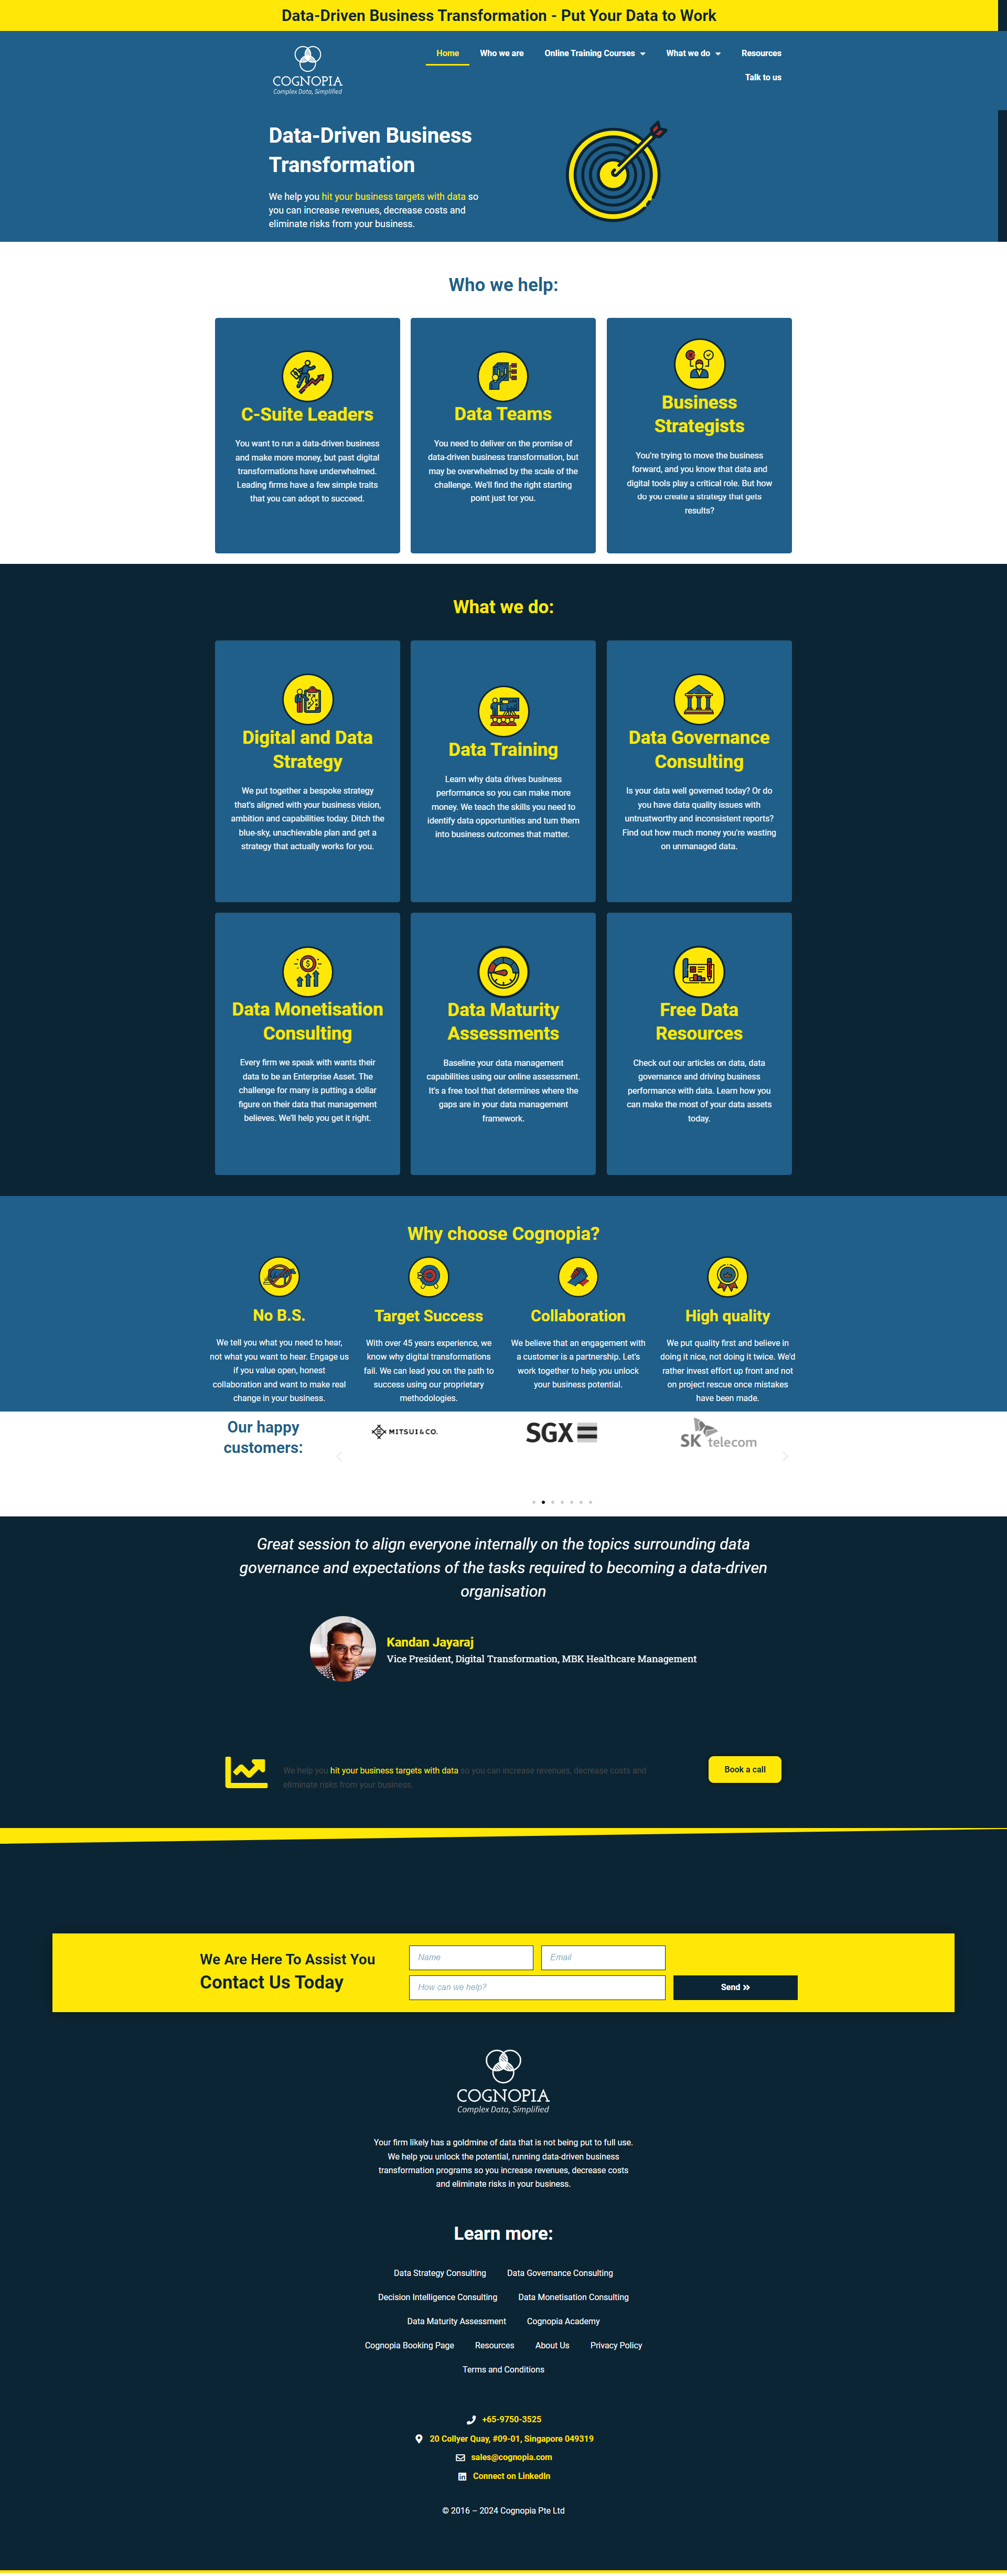 Data-Driven Business Transformation - Put Your Data to Work
COGNOPIA
Complex Data, Simplified
Home
Who we are
Online Training Courses
What we do
Resources
Talk to us
Data-Driven Business
Transformation
We help you hit your business targets with data so
you can increase revenues, decrease costs and
eliminate risks from your business.
Who we help:
C-Suite Leaders
You want to run a data-driven business
and make more money, but past digital
transformations have underwhelmed.
Leading firms have a few simple traits
that you can adopt to succeed.
Data Teams
You need to deliver on the promise of
data-driven business transformation, but
may be overwhelmed by the scale of the
challenge. We'll find the right starting
point just for you.
Business
Strategists
You're trying to move the business
forward, and you know that data and
digital tools play a critical role. But how
do you create a strategy that gets
results?
What we do:
Digital and Data
Strategy
We put together a bespoke strategy
that's aligned with your business vision,
ambition and capabilities today. Ditch the
blue-sky, unachievable plan and get a
strategy that actually works for you.
Data Training
Learn why data drives business
performance so you can make more
money. We teach the skills you need to
identify data opportunities and turn them
into business outcomes that matter.
Data Governance
Consulting
Is your data well governed today? Or do
you have data quality issues with
untrustworthy and inconsistent reports?
Find out how much money you're wasting
on unmanaged data.
Data Monetisation
Consulting
Every firm we speak with wants their
data to be an Enterprise Asset. The
challenge for many is putting a dollar
figure on their data that management
believes. We'll help you get it right.
Data Maturity
Assessments
Baseline your data management
capabilities using our online assessment.
It's a free tool that determines where the
gaps are in your data management
framework.
Free Data
Resources
Check out our articles on data, data
governance and driving business
performance with data. Learn how you
can make the most of your data assets
today.
Why choose Cognopia?
No B.S.
We tell you what you need to hear,
not what you want to hear. Engage us
if you value open, honest
collaboration and want to make real
change in your business.
Target Success
With over 45 years experience, we
know why digital transformations
fail. We can lead you on the path to
success using our proprietary
methodologies.
Collaboration
We believe that an engagement with
a customer is a partnership. Let's
work together to help you unlock
your business potential.
High quality
We put quality first and believe in
doing it nice, not doing it twice. We'd
rather invest effort up front and not
on project rescue once mistakes
have been made.
Our happy
customers:
MITSUI & CO.
SGX
SK telecom
Great session to align everyone internally on the topics surrounding data
governance and expectations of the tasks required to becoming a data-driven
organisation
Kandan Jayaraj
Vice President, Digital Transformation, MBK Healthcare Management
We help you hit your business targets with data so you can increase revenues, decrease costs and
eliminate risks from your business.
Book a call
We Are Here To Assist You
Contact Us Today
Name
Email
How can we help?
Send
COGNOPIA
Complex Data, Simplified
Your firm likely has a goldmine of data that is not being put to full use.
We help you unlock the potential, running data-driven business
transformation programs so you increase revenues, decrease costs
and eliminate risks in your business.
Learn more:
Data Strategy Consulting
Data Governance Consulting
Decision Intelligence Consulting
Data Monetisation Consulting
Data Maturity Assessment
Cognopia Academy
Cognopia Booking Page
Resources
About Us
Privacy Policy
Terms and Conditions
+65-9750-3525
20 Collyer Quay, #09-01, Singapore 049319
sales@cognopia.com
Connect on LinkedIn
© 2016 – 2024 Cognopia Pte Ltd